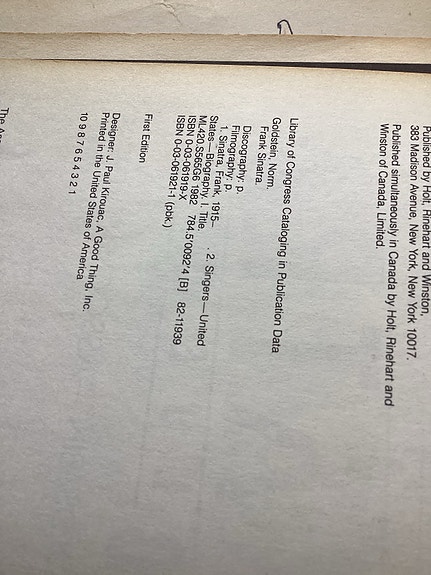 Published by Holt, Rinehart and Winston,
383 Madison Avenue, New York, New York 10017.
Published simultaneously in Canada by Holt, Rinehart and
Winston of Canada, Limited.
Library of Congress Cataloging in Publication Data
Goldstein, Norm.
Frank Sinatra.
Discography: p.
Filmography: p.
1. Sinatra, Frank, 1915– . 2. Singers—United
States—Biography. I. Title.
ML420.S565G6 1982 784.5'0092'4 [B] 82-11939
ISBN 0-03-061919-X
ISBN 0-03-061921-1 (pbk.)
First Edition
Designer: J. Paul Kirouac, A Good Thing, Inc.
Printed in the United States of America
10 9 8 7 6 5 4 3 2 1
The